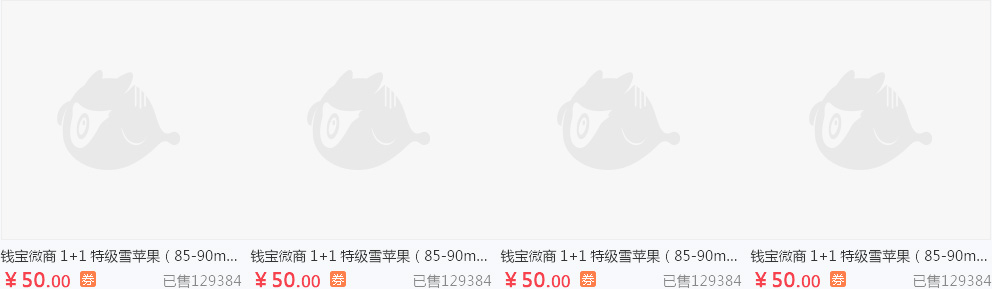 钱宝微商 1+1 特级雪苹果（85-90m... 钱宝微商 1+1 特级雪苹果（85-90m... 钱宝微商 1+1 特级雪苹果（85-90m... 钱宝微商 1+1 特级雪苹果（85-90m...
¥50.00 券 已售129384 ¥50.00 券 已售129384 ¥50.00 券 已售129384 ¥50.00 券 已售129384